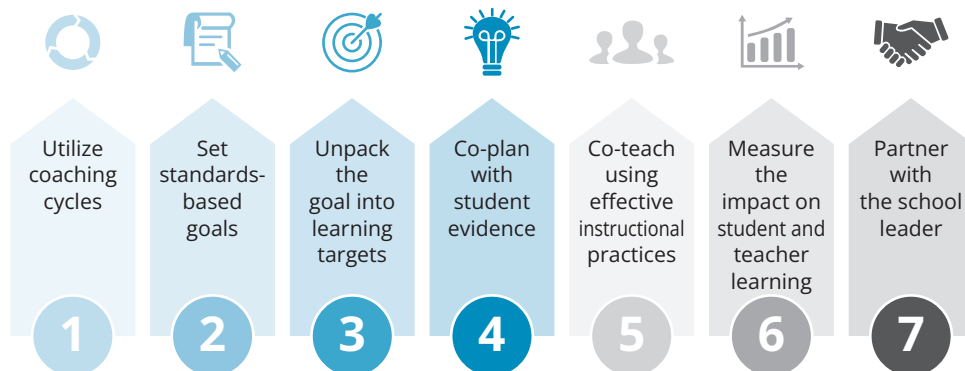 Utilize
coaching
cycles
1
Set
standards-
based
goals
2
Unpack
the
goal into
learning
targets
3
Co-plan
with
student
evidence
4
Co-teach
using
effective
instructional
practices
5
Measure
the
impact on
student and
teacher
learning
6
Partner
with
the school
leader
7